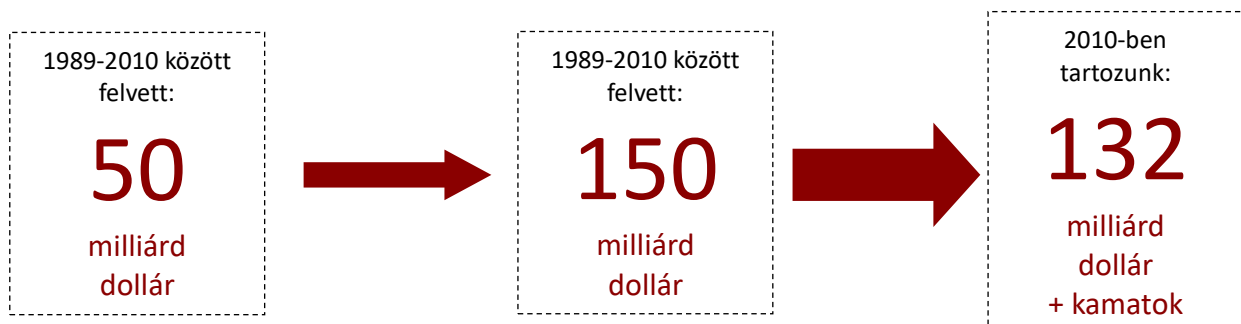 1989-2010 között
felvett:
50
milliárd
dollár
1989-2010 között
felvett:
150
milliárd
dollár
2010-ben
tartozunk:
132
milliárd
dollár
+ kamatok